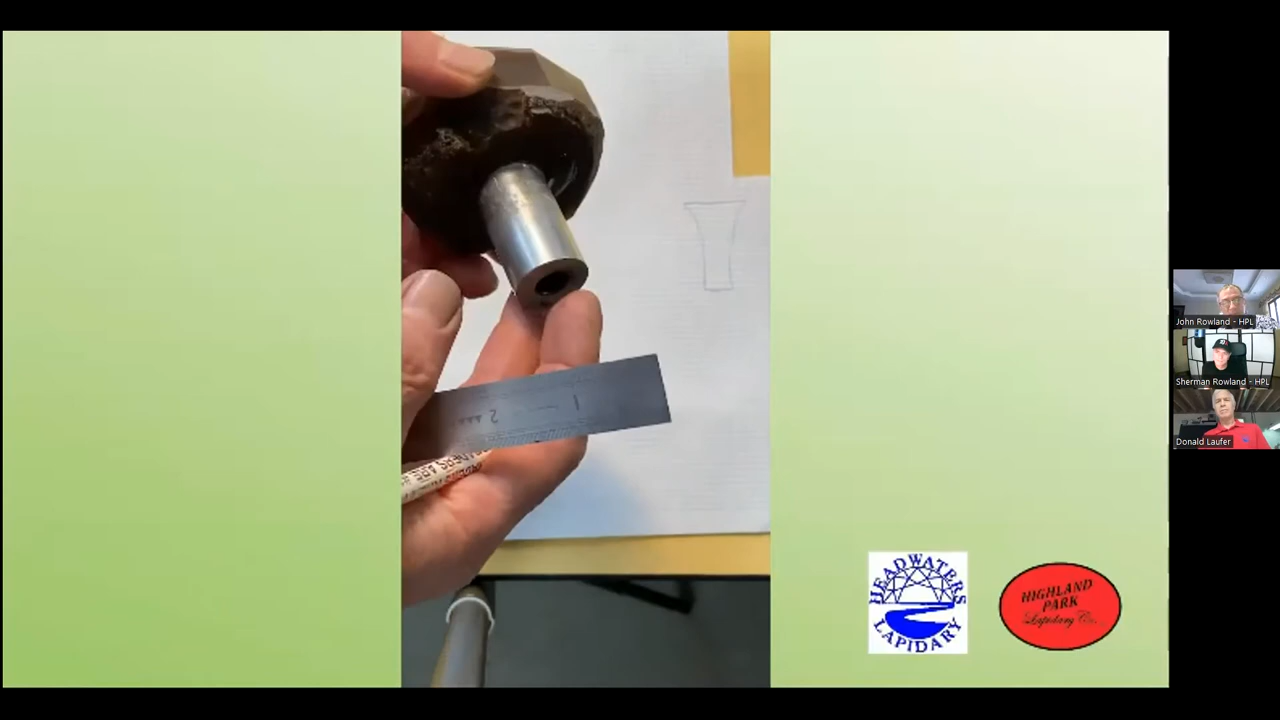 2
1
HEADWATERS
LAPIDARY
HIGHLAND
PARK
Lapidary Co.
John Rowland - HPL
Sherman Rowland - HPL
Donald Laufer